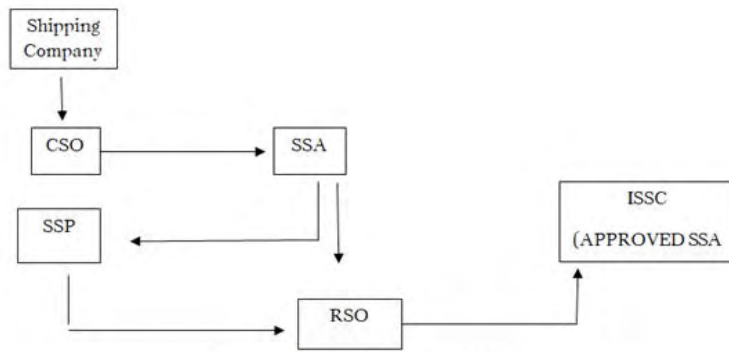 Shipping
Company
CSO
SSA
SSP
ISSC
(APPROVED SSA
RSO